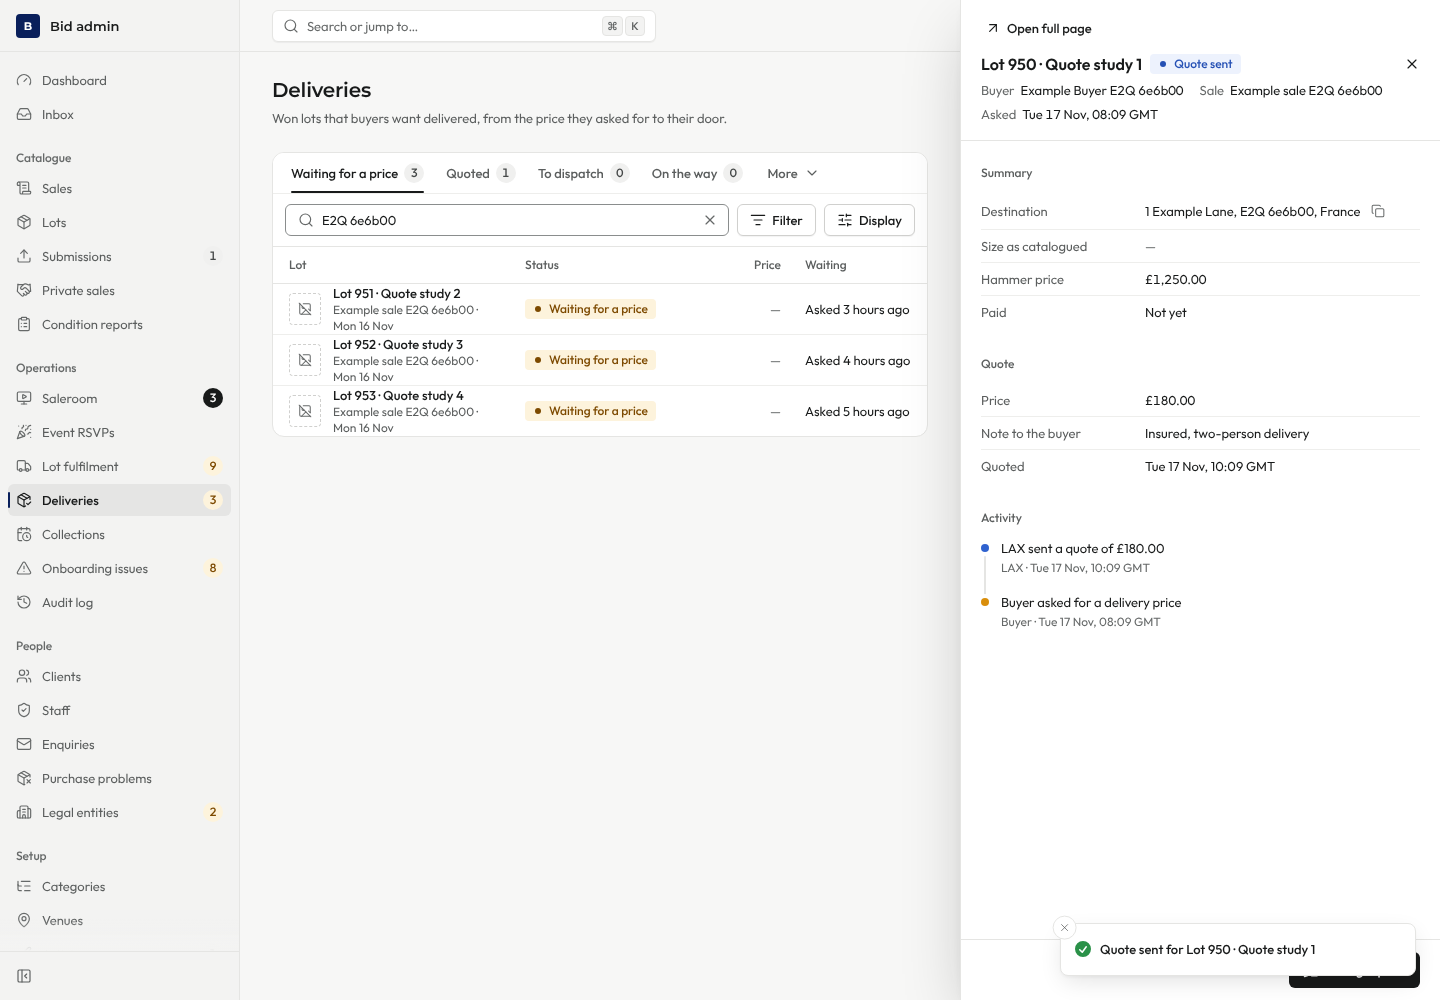 B Bid admin
Dashboard
Inbox
Catalogue
Sales
Lots
Submissions 1
Private sales
Condition reports
Operations
Saleroom 3
Event RSVPs
Lot fulfilment 9
Deliveries 3
Collections
Onboarding issues 8
Audit log
People
Clients
Staff
Enquiries
Purchase problems
Legal entities 2
Setup
Categories
Venues
Search or jump to… ⌘ K
Deliveries
Won lots that buyers want delivered, from the price they asked for to their door.
Waiting for a price 3 Quoted 1 To dispatch 0 On the way 0 More
E2Q 6e6b00 Filter Display
Lot Status Price Waiting
Lot 951 · Quote study 2
Example sale E2Q 6e6b00 ·
Mon 16 Nov
Waiting for a price — Asked 3 hours ago
Lot 952 · Quote study 3
Example sale E2Q 6e6b00 ·
Mon 16 Nov
Waiting for a price — Asked 4 hours ago
Lot 953 · Quote study 4
Example sale E2Q 6e6b00 ·
Mon 16 Nov
Waiting for a price — Asked 5 hours ago
Open full page
Lot 950 · Quote study 1 Quote sent
Buyer Example Buyer E2Q 6e6b00 Sale Example sale E2Q 6e6b00
Asked Tue 17 Nov, 08:09 GMT
Summary
Destination 1 Example Lane, E2Q 6e6b00, France
Size as catalogued —
Hammer price £1,250.00
Paid Not yet
Quote
Price £180.00
Note to the buyer Insured, two-person delivery
Quoted Tue 17 Nov, 10:09 GMT
Activity
LAX sent a quote of £180.00
LAX · Tue 17 Nov, 10:09 GMT
Buyer asked for a delivery price
Buyer · Tue 17 Nov, 08:09 GMT
Quote sent for Lot 950 · Quote study 1